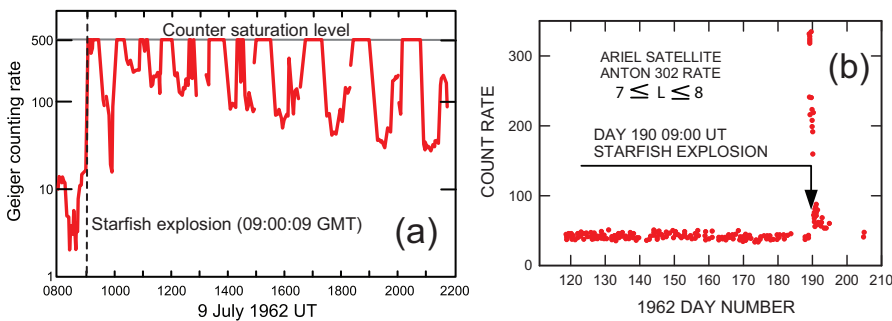 Counter saturation level
500
100
10
1
Geiger counting rate
Starfish explosion (09:00:09 GMT)
(a)
0800 1000 1200 1400 1600 1800 2000 2200
9 July 1962 UT
(b)
ARIEL SATELLITE
ANTON 302 RATE
7 ≤ L ≤ 8
DAY 190 09:00 UT
STARFISH EXPLOSION
COUNT RATE
300
200
100
0
120 130 140 150 160 170 180 190 200 210
1962 DAY NUMBER